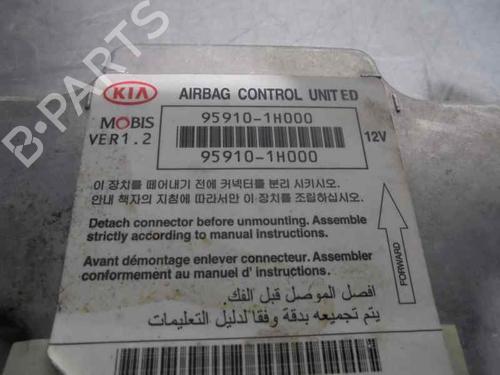 B-PARTS
KIA
AIRBAG CONTROL UNITED
MOBIS
VER1.2
95910-1H000
12V
95910-1H000
이 장치를 떼어내기 전에 커넥터를 분리 시키시오.
안내 책자의 지침에 따라서만 이 장치를 조립하십시오.
Detach connector before unmounting. Assemble
strictly according to manual instructions.
Avant démontage enlever connecteur. Assembler
conformement au manuel d' instructions.
افصل الموصل قبل الفك.
يتم تجميعه بدقة وفقا لدليل التعليمات
FORWARD